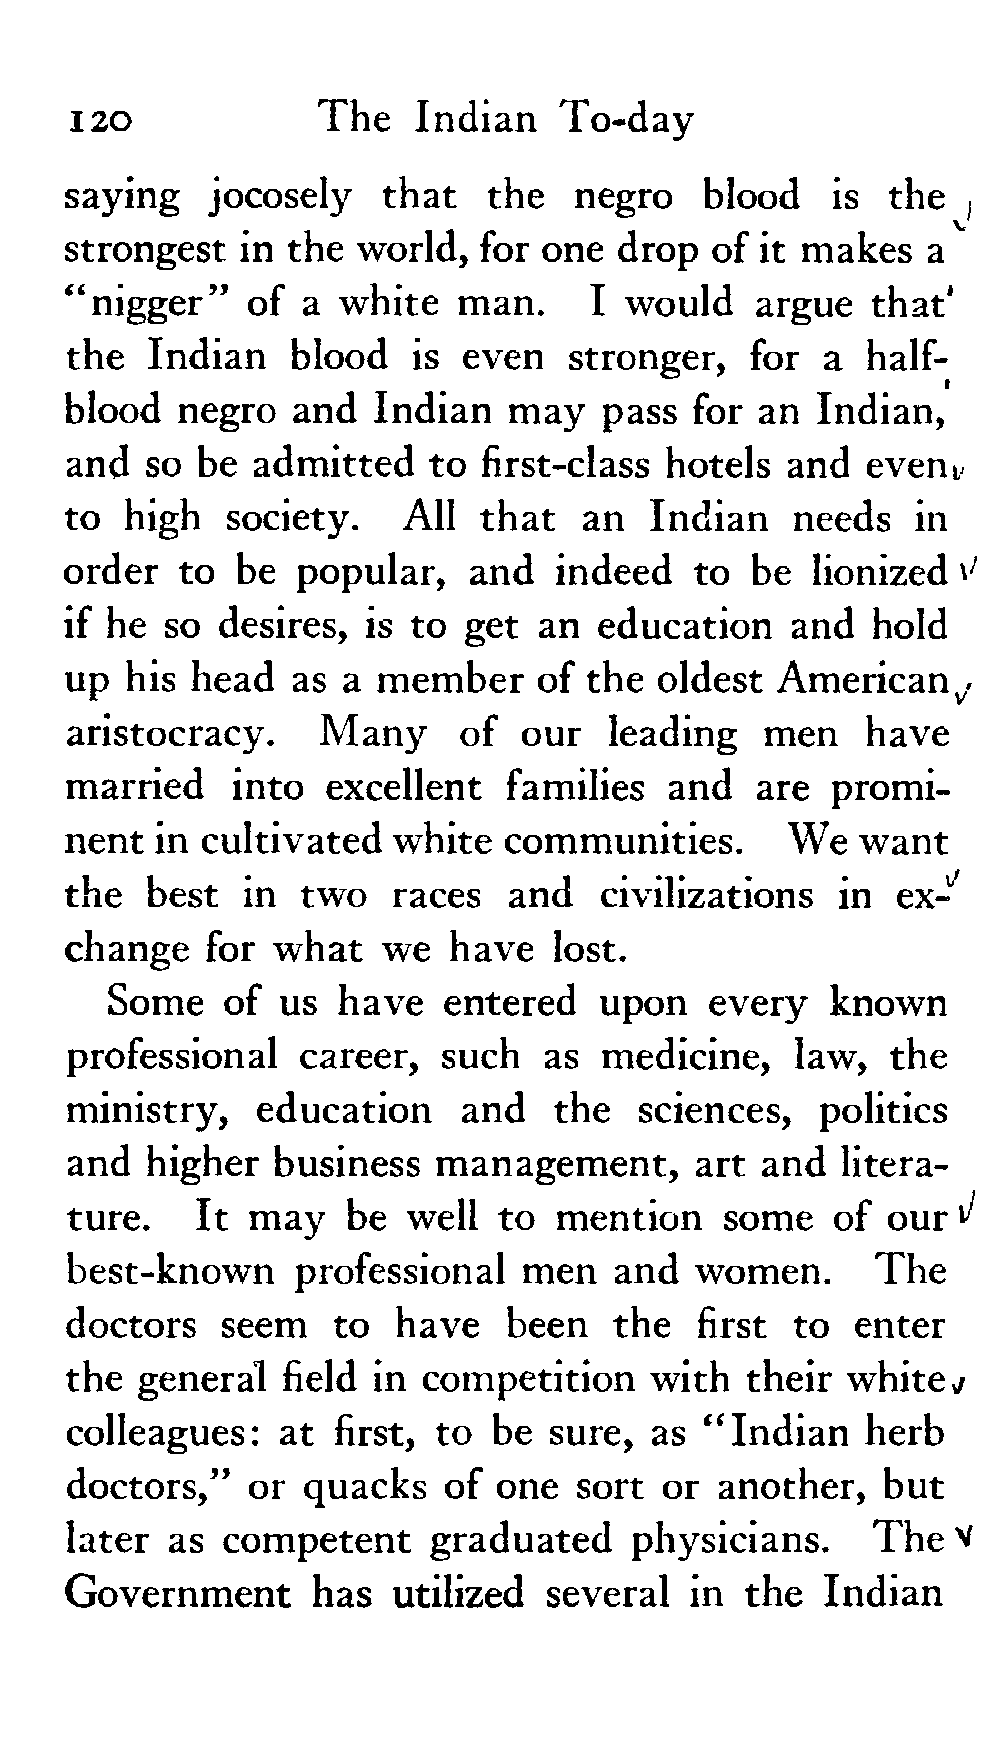 120 The Indian To-day
saying jocosely that the negro blood is the
strongest in the world, for one drop of it makes a
"nigger" of a white man. I would argue that
the Indian blood is even stronger, for a half-
blood negro and Indian may pass for an Indian,
and so be admitted to first-class hotels and even
to high society. All that an Indian needs in
order to be popular, and indeed to be lionized
if he so desires, is to get an education and hold
up his head as a member of the oldest American
aristocracy. Many of our leading men have
married into excellent families and are promi-
nent in cultivated white communities. We want
the best in two races and civilizations in ex-
change for what we have lost.
Some of us have entered upon every known
professional career, such as medicine, law, the
ministry, education and the sciences, politics
and higher business management, art and litera-
ture. It may be well to mention some of our
best-known professional men and women. The
doctors seem to have been the first to enter
the general field in competition with their white
colleagues: at first, to be sure, as "Indian herb
doctors," or quacks of one sort or another, but
later as competent graduated physicians. The
Government has utilized several in the Indian